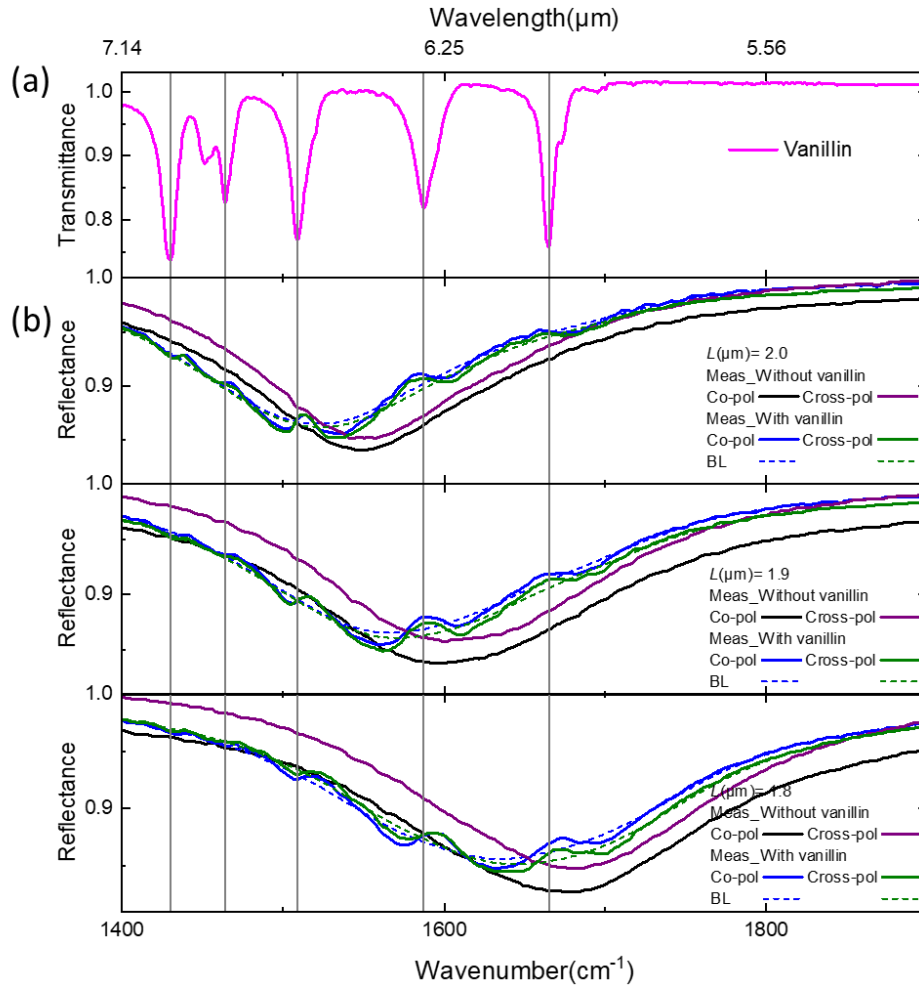 Wavelength(µm)
7.14 6.25 5.56
(a)
1.0
0.9
0.8
Transmittance
Vanillin
(b)
1.0
0.9
Reflectance
L(µm)= 2.0
Meas_Without vanillin
Co-pol Cross-pol
Meas_With vanillin
Co-pol Cross-pol
BL
1.0
0.9
Reflectance
L(µm)= 1.9
Meas_Without vanillin
Co-pol Cross-pol
Meas_With vanillin
Co-pol Cross-pol
BL
1.0
0.9
Reflectance
L(µm)= 1.8
Meas_Without vanillin
Co-pol Cross-pol
Meas_With vanillin
Co-pol Cross-pol
BL
1400 1600 1800
Wavenumber(cm⁻¹)